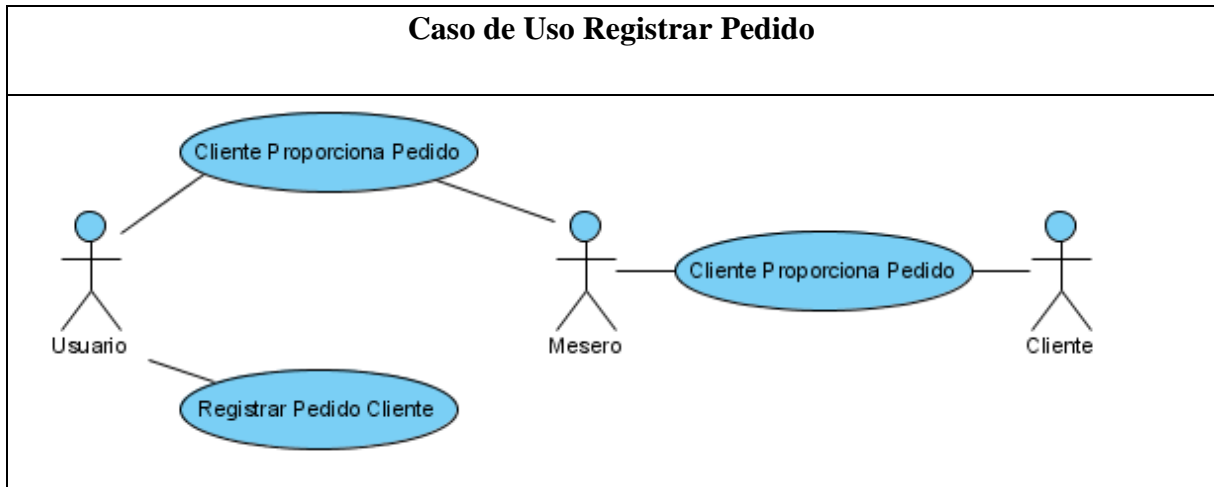 Caso de Uso Registrar Pedido
Cliente Proporciona Pedido
Cliente Proporciona Pedido
Usuario
Mesero
Cliente
Registrar Pedido Cliente